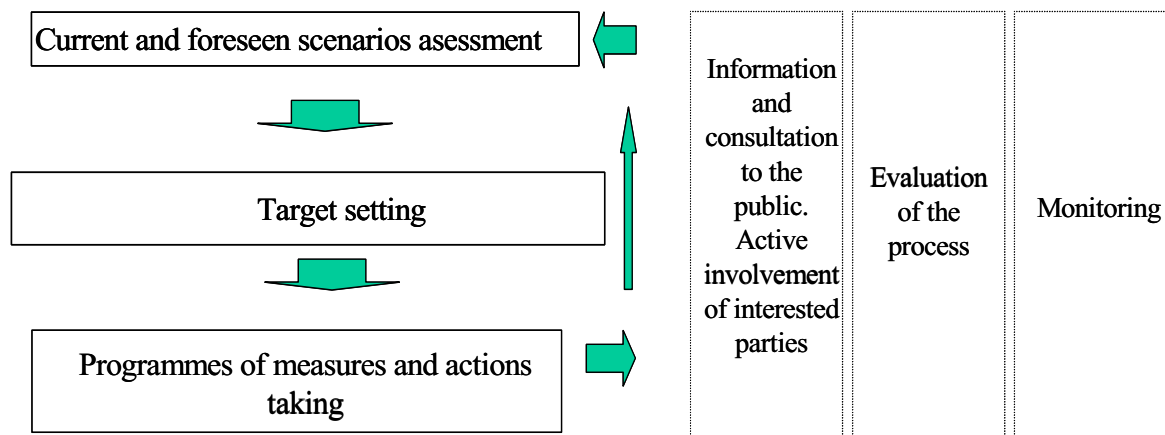 Current and foreseen scenarios asessment
Target setting
Programmes of measures and actions
taking
Information
and
consultation
to the
public.
Active
involvement
of interested
parties
Evaluation
of the
process
Monitoring